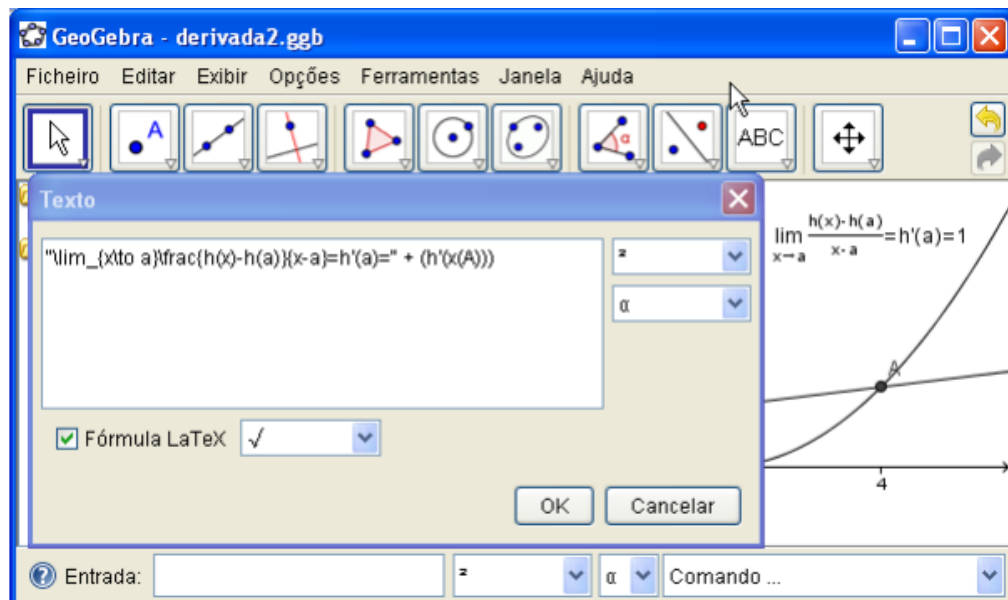 GeoGebra - derivada2.ggb
Ficheiro Editar Exibir Opções Ferramentas Janela Ajuda
A
α
ABC
Texto
"\lim_{x\to a}\frac{h(x)-h(a)}{x-a}=h'(a)=" + (h'(x(A)))
²
α
Fórmula LaTeX √
OK Cancelar
lim h(x)-h(a) =h'(a)=1
x→a x-a
A
4
Entrada: ² α Comando ...